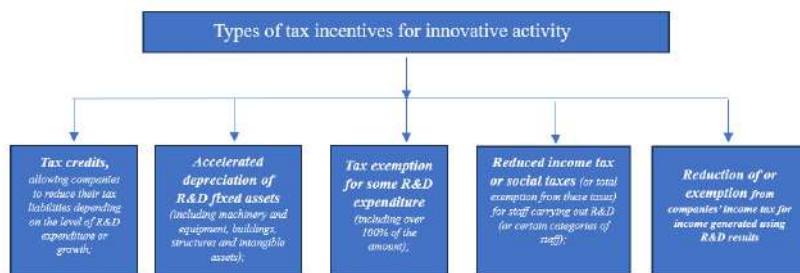 Types of tax incentives for innovative activity
Tax credits,
allowing companies
to reduce their tax
liabilities depending
on the level of R&D
expenditure or
growth;
Accelerated
depreciation of
R&D fixed assets
(including machinery and
equipment, buildings,
structures and intangible
assets);
Tax exemption
for some R&D
expenditure
(including over
100% of the
amount);
Reduced income tax
or social taxes (or total
exemption from these taxes)
for staff carrying out R&D
(or certain categories of
staff);
Reduction of or
exemption from
companies' income tax for
income generated using
R&D results